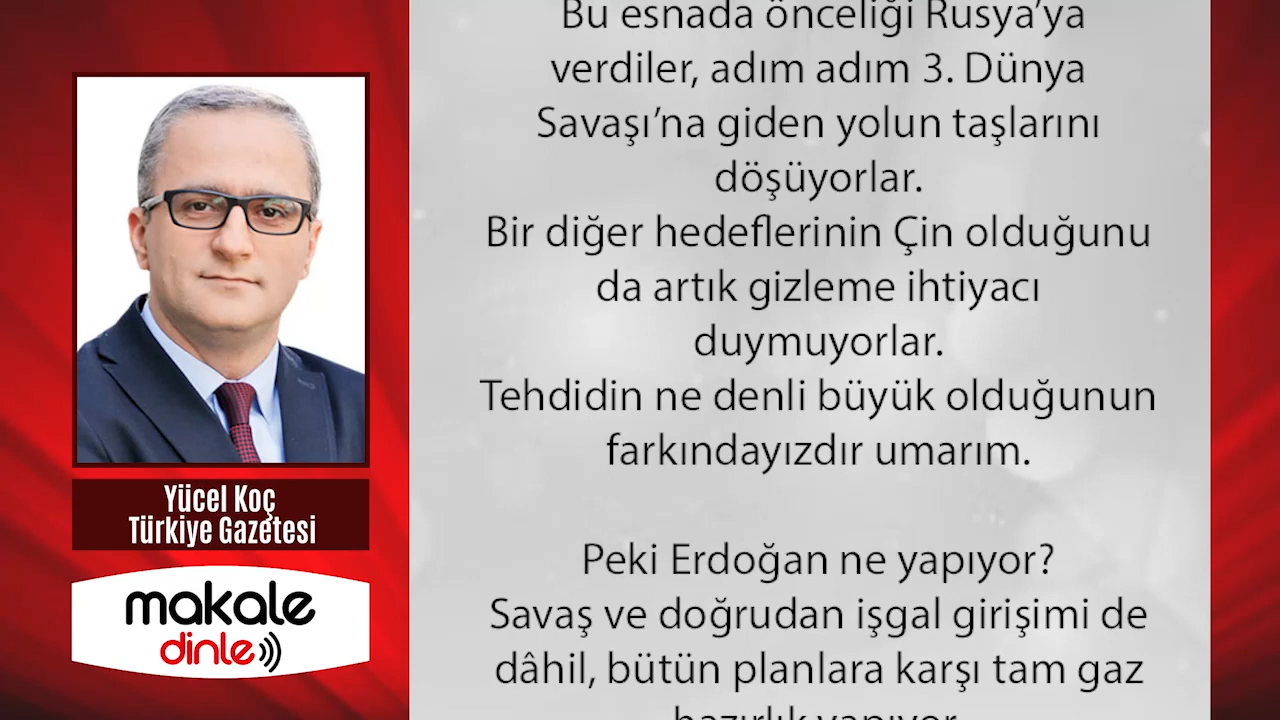 Bu esnada önceliği Rusya’ya
verdiler, adım adım 3. Dünya
Savaşı’na giden yolun taşlarını
döşüyorlar.
Bir diğer hedeflerinin Çin olduğunu
da artık gizleme ihtiyacı
duymuyorlar.
Tehdidin ne denli büyük olduğunun
farkındayızdır umarım.
Peki Erdoğan ne yapıyor?
Savaş ve doğrudan işgal girişimi de
dâhil, bütün planlara karşı tam gaz
hazırlık yapıyor.
Yücel Koç
Türkiye Gazetesi
makale
dinle